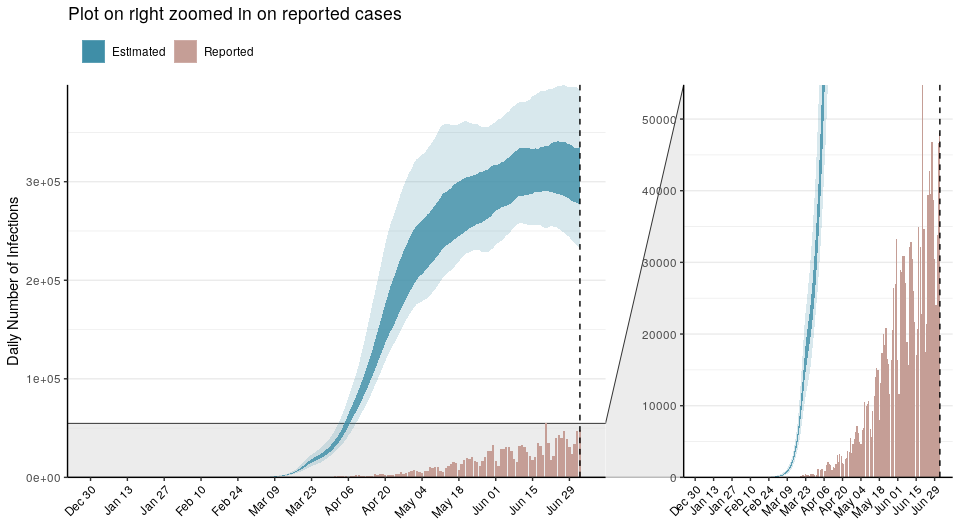 Plot on right zoomed in on reported cases
Estimated Reported
Daily Number of Infections
3e+05
2e+05
1e+05
0e+00
Dec 30 Jan 13 Jan 27 Feb 10 Feb 24 Mar 09 Mar 23 Apr 06 Apr 20 May 04 May 18 Jun 01 Jun 15 Jun 29
50000
40000
30000
20000
10000
0
Dec 30 Jan 13 Jan 27 Feb 10 Feb 24 Mar 09 Mar 23 Apr 06 Apr 20 May 04 May 18 Jun 01 Jun 15 Jun 29